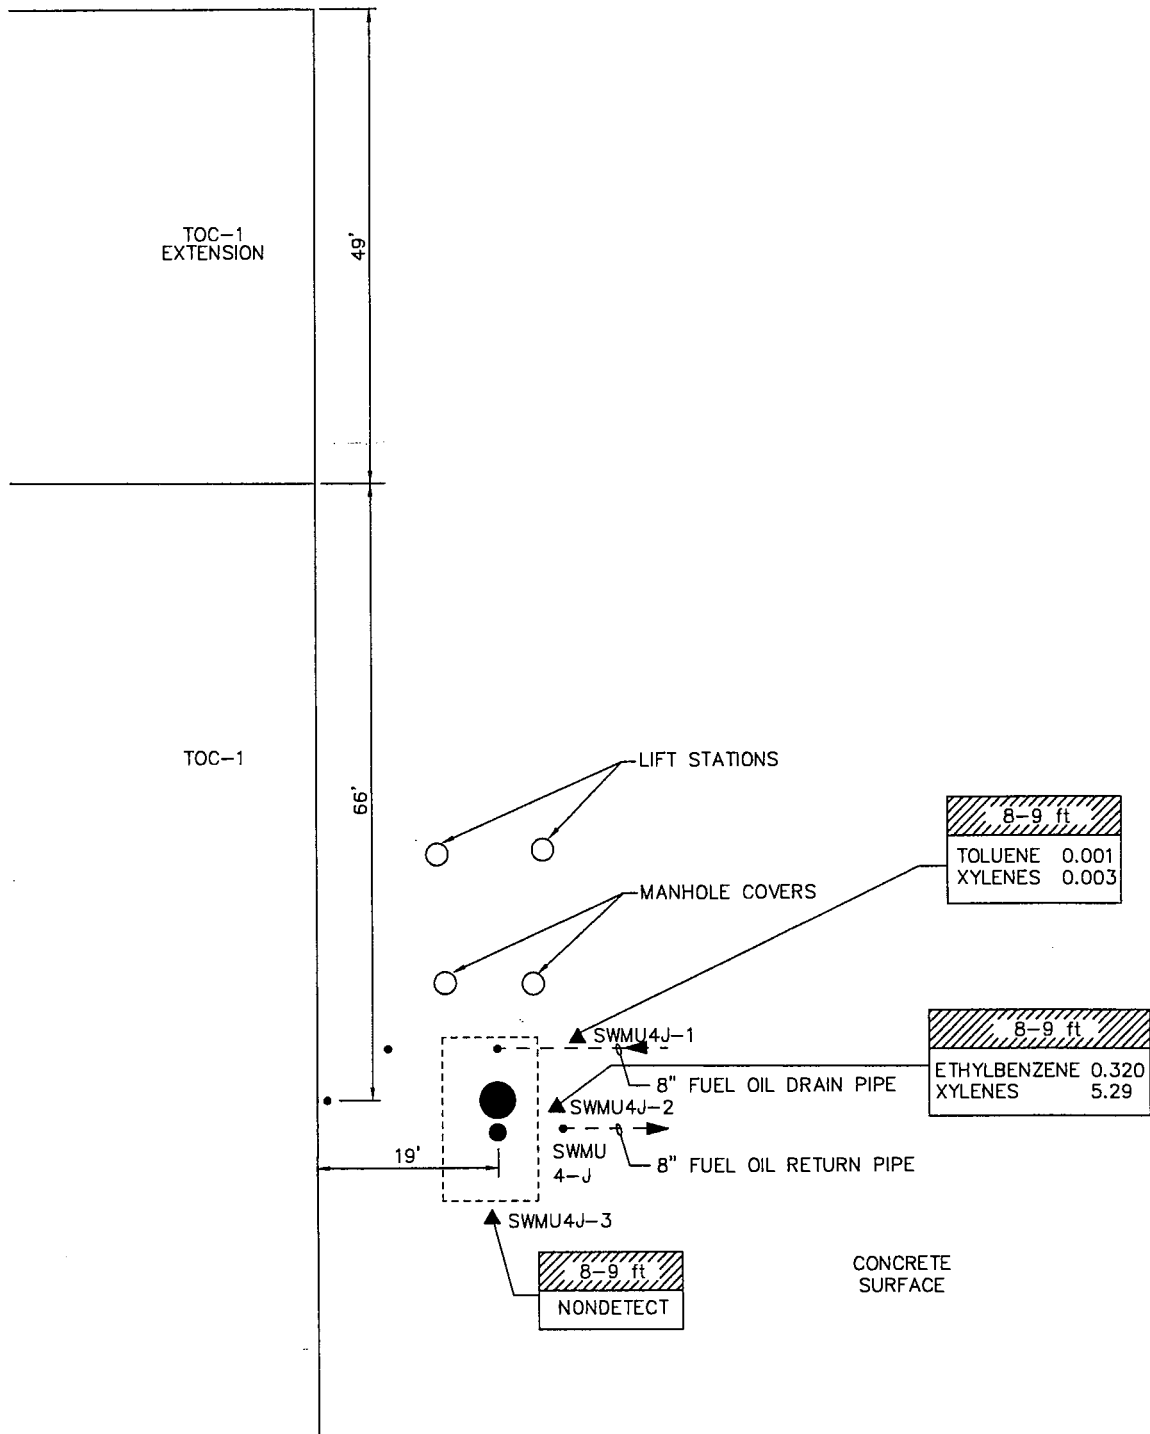 TOC-1
EXTENSION
49'
TOC-1
66'
LIFT STATIONS
8-9 ft
TOLUENE 0.001
XYLENES 0.003
MANHOLE COVERS
SWMU4J-1
8" FUEL OIL DRAIN PIPE
8-9 ft
ETHYLBENZENE 0.320
XYLENES 5.29
SWMU4J-2
SWMU
4-J
8" FUEL OIL RETURN PIPE
19'
SWMU4J-3
8-9 ft
NONDETECT
CONCRETE
SURFACE